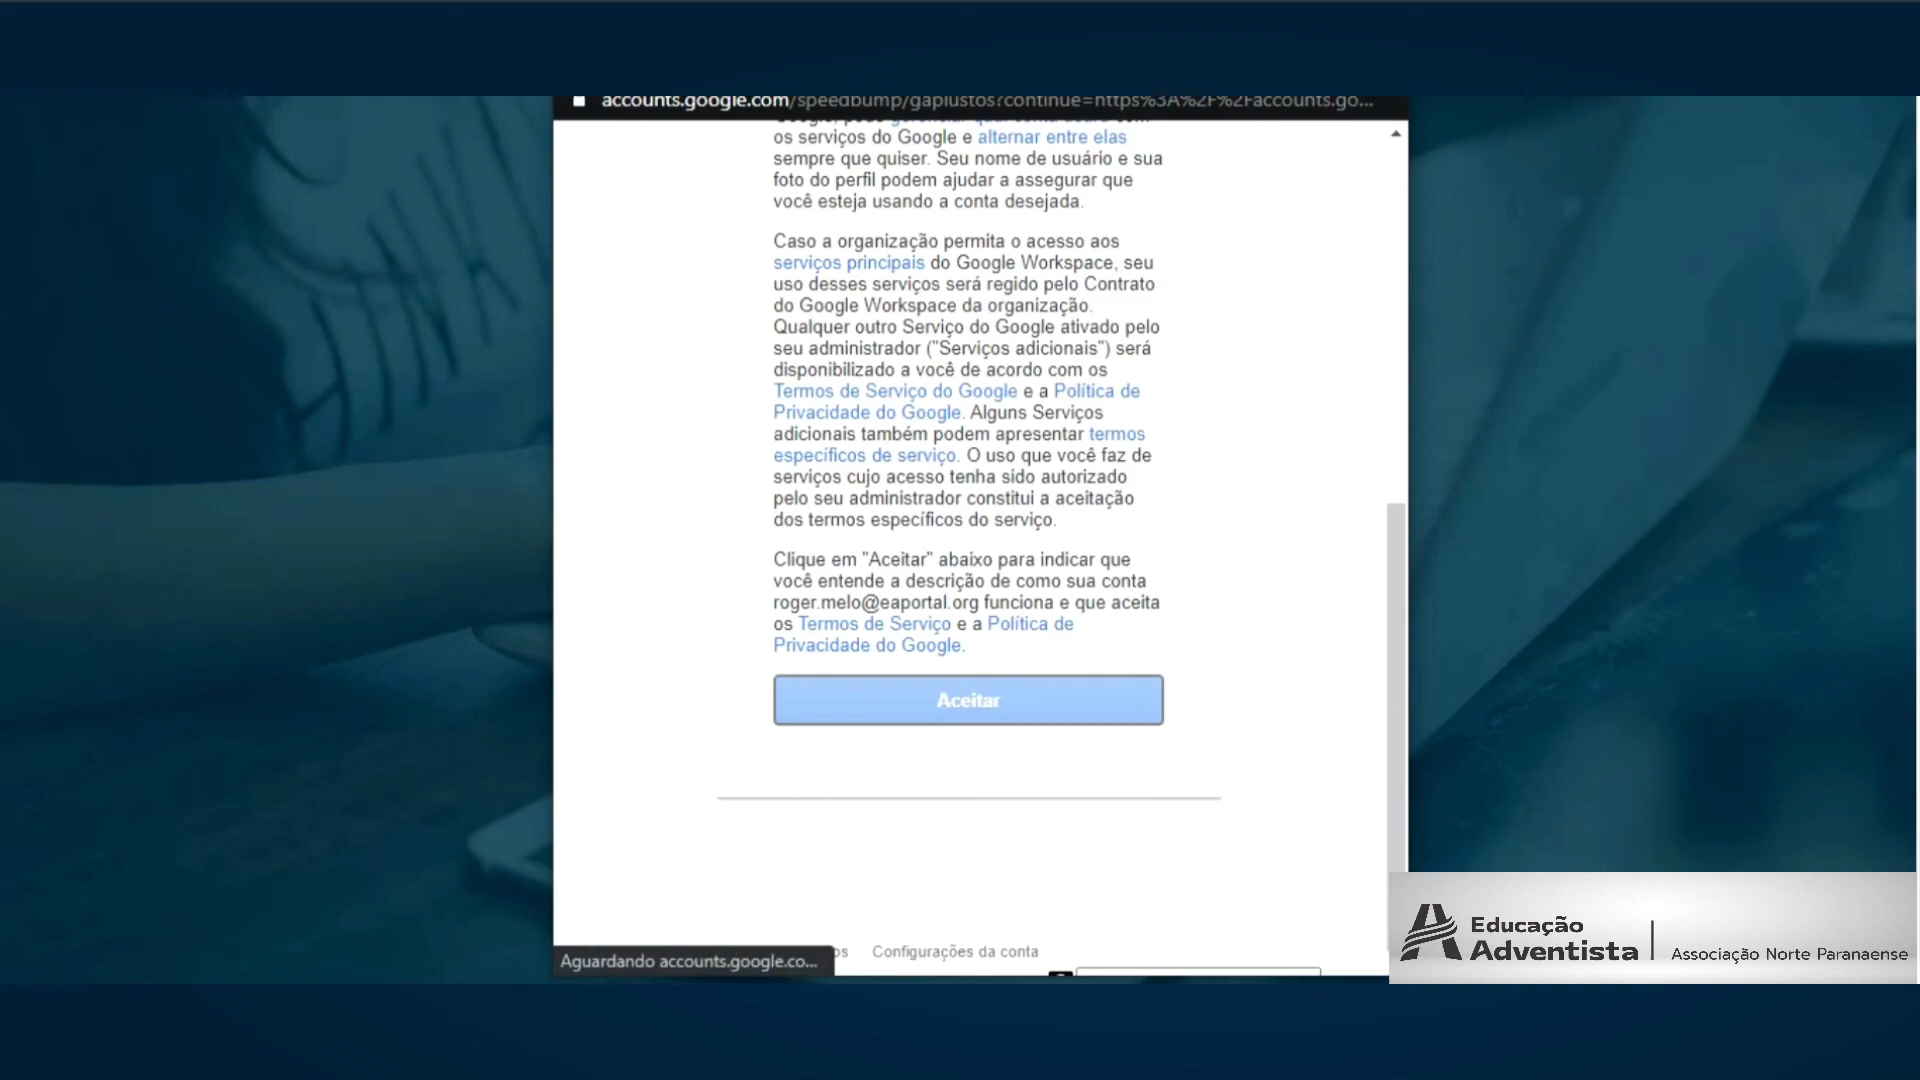 accounts.google.com/speedbump/gaplustos?continue=https%3A%2F%2Faccounts.go...
Google, pode gerenciar qual conta usará com
os serviços do Google e alternar entre elas
sempre que quiser. Seu nome de usuário e sua
foto do perfil podem ajudar a assegurar que
você esteja usando a conta desejada.
Caso a organização permita o acesso aos
serviços principais do Google Workspace, seu
uso desses serviços será regido pelo Contrato
do Google Workspace da organização.
Qualquer outro Serviço do Google ativado pelo
seu administrador ("Serviços adicionais") será
disponibilizado a você de acordo com os
Termos de Serviço do Google e a Política de
Privacidade do Google. Alguns Serviços
adicionais também podem apresentar termos
específicos de serviço. O uso que você faz de
serviços cujo acesso tenha sido autorizado
pelo seu administrador constitui a aceitação
dos termos específicos do serviço.
Clique em "Aceitar" abaixo para indicar que
você entende a descrição de como sua conta
roger.melo@eaportal.org funciona e que aceita
os Termos de Serviço e a Política de
Privacidade do Google.
Aceitar
Configurações da conta
Aguardando accounts.google.co...
Educação
Adventista
Associação Norte Paranaense